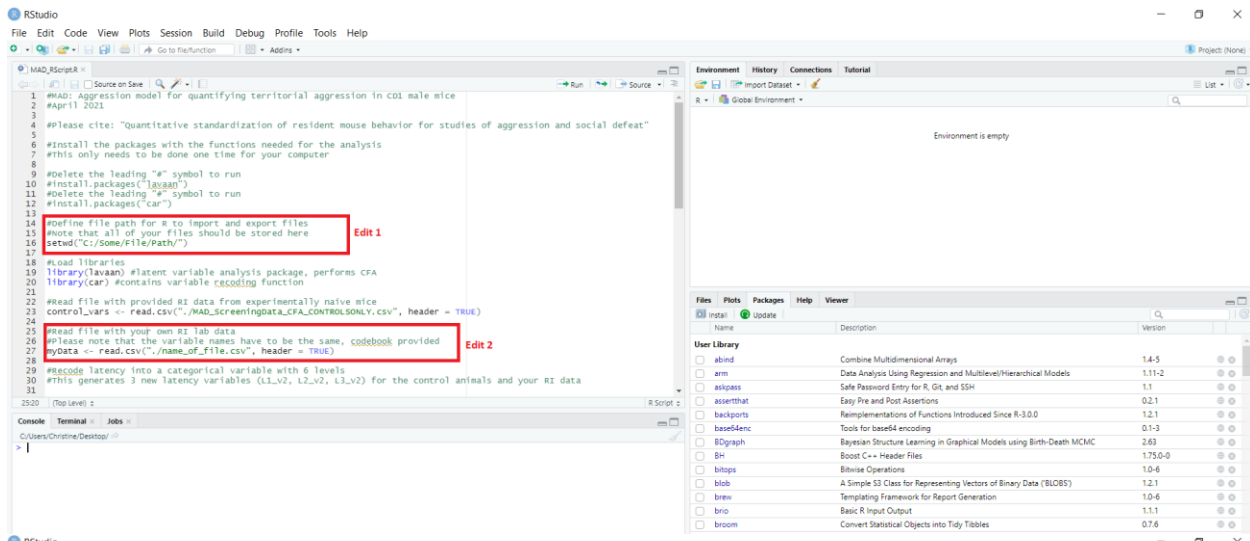 RStudio
File Edit Code View Plots Session Build Debug Profile Tools Help
Go to file/function Addins
Project: (None)
MAD_RScript.R
Source on Save Run Source
1 #MAD: Aggression model for quantifying territorial aggression in CD1 male mice
2 #April 2021
3
4 #Please cite: "Quantitative standardization of resident mouse behavior for studies of aggression and social defeat"
5
6 #Install the packages with the functions needed for the analysis
7 #This only needs to be done one time for your computer
8
9 #Delete the leading "#" symbol to run
10 #install.packages("lavaan")
11 #Delete the leading "#" symbol to run
12 #install.packages("car")
13
14 #Define file path for R to import and export files
15 #Note that all of your files should be stored here
Edit 1
16 setwd("C:/Some/File/Path/")
17
18 #Load libraries
19 library(lavaan) #latent variable analysis package, performs CFA
20 library(car) #contains variable recoding function
21
22 #Read file with provided RI data from experimentally naive mice
23 control_vars <- read.csv("./MAD_ScreeningData_CFA_CONTROLSONLY.csv", header = TRUE)
24
25 #Read file with your own RI lab data
26 #Please note that the variable names have to be the same, codebook provided
Edit 2
27 myData <- read.csv("./name_of_file.csv", header = TRUE)
28
29 #Recode latency into a categorical variable with 6 levels
30 #This generates 3 new latency variables (L1_v2, L2_v2, L3_v2) for the control animals and your RI data
31
25:20 (Top Level) R Script
Console Terminal Jobs
C:/Users/Christine/Desktop/
>
Environment History Connections Tutorial
Import Dataset List
R Global Environment
Environment is empty
Files Plots Packages Help Viewer
Install Update
Name Description Version
User Library
abind Combine Multidimensional Arrays 1.4-5
arm Data Analysis Using Regression and Multilevel/Hierarchical Models 1.11-2
askpass Safe Password Entry for R, Git, and SSH 1.1
assertthat Easy Pre and Post Assertions 0.2.1
backports Reimplementations of Functions Introduced Since R-3.0.0 1.2.1
base64enc Tools for base64 encoding 0.1-3
BDgraph Bayesian Structure Learning in Graphical Models using Birth-Death MCMC 2.63
BH Boost C++ Header Files 1.75.0-0
bitops Bitwise Operations 1.0-6
blob A Simple S3 Class for Representing Vectors of Binary Data ('BLOBS') 1.2.1
brew Templating Framework for Report Generation 1.0-6
brio Basic R Input Output 1.1.1
broom Convert Statistical Objects into Tidy Tibbles 0.7.6
RStudio